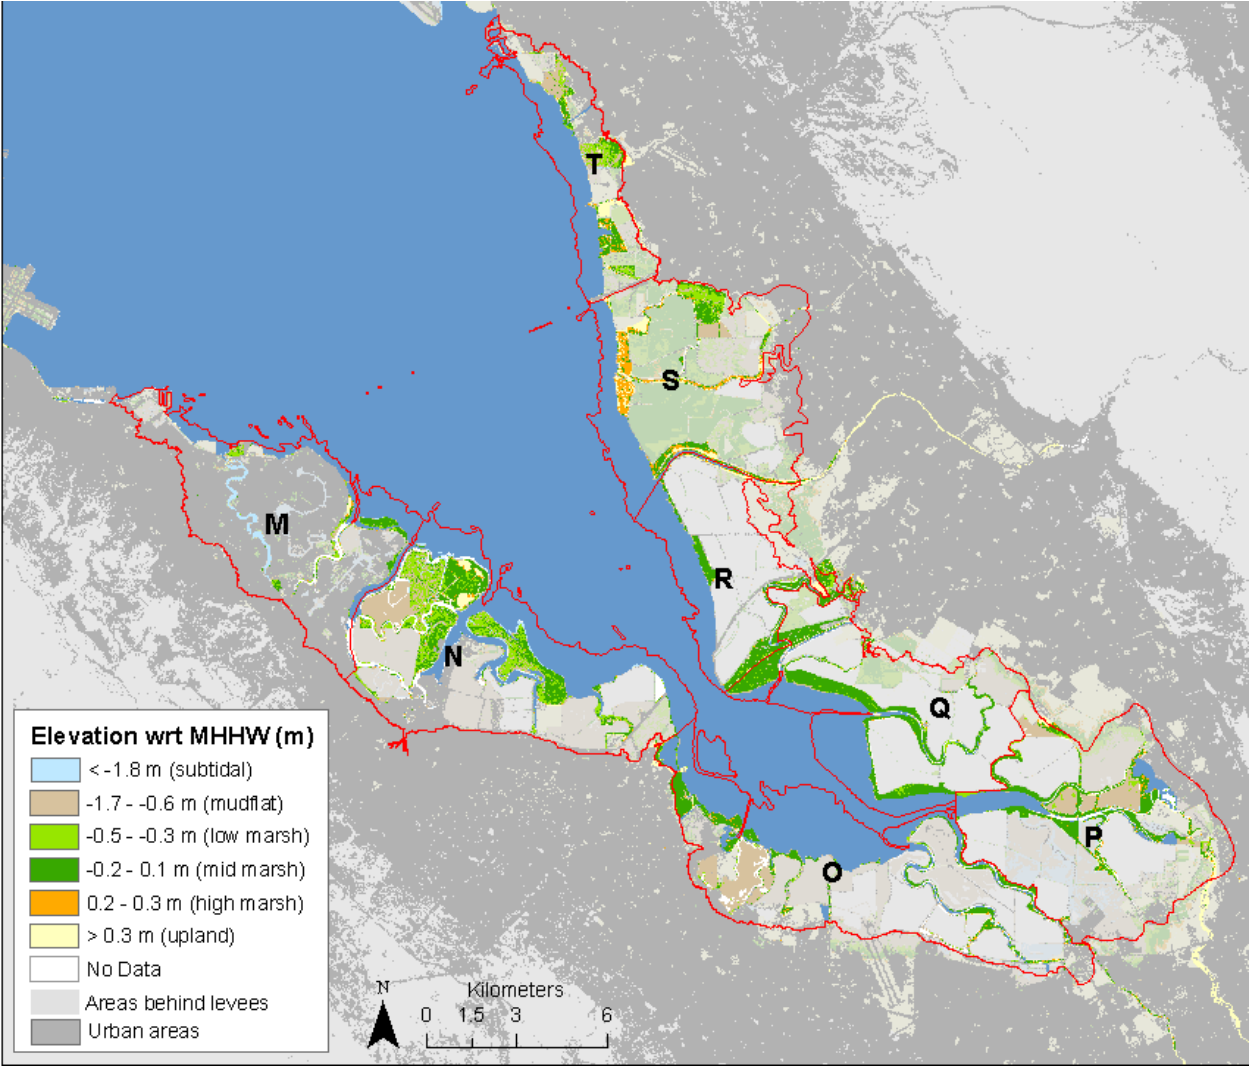 T
S
M
R
N
Q
P
O
Elevation wrt MHHW (m)
< -1.8 m (subtidal)
-1.7 - -0.6 m (mudflat)
-0.5 - -0.3 m (low marsh)
-0.2 - 0.1 m (mid marsh)
0.2 - 0.3 m (high marsh)
> 0.3 m (upland)
No Data
Areas behind levees
Urban areas
N
Kilometers
0 1.5 3 6